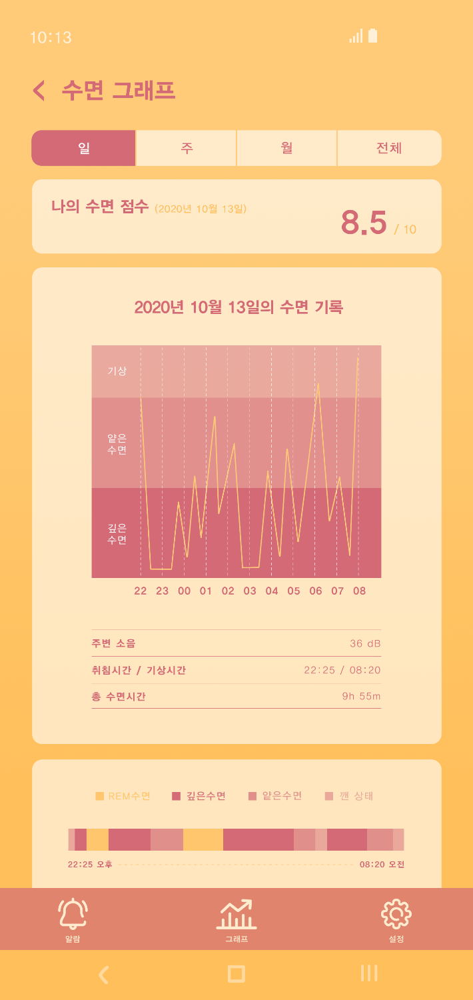 10:13
수면 그래프
일 주 월 전체
나의 수면 점수 (2020년 10월 13일)
8.5 / 10
2020년 10월 13일의 수면 기록
기상
얕은
수면
깊은
수면
22 23 00 01 02 03 04 05 06 07 08
주변 소음 36 dB
취침시간 / 기상시간 22:25 / 08:20
총 수면시간 9h 55m
REM수면 깊은수면 얕은수면 깬 상태
22:25 오후 08:20 오전
알람 그래프 설정